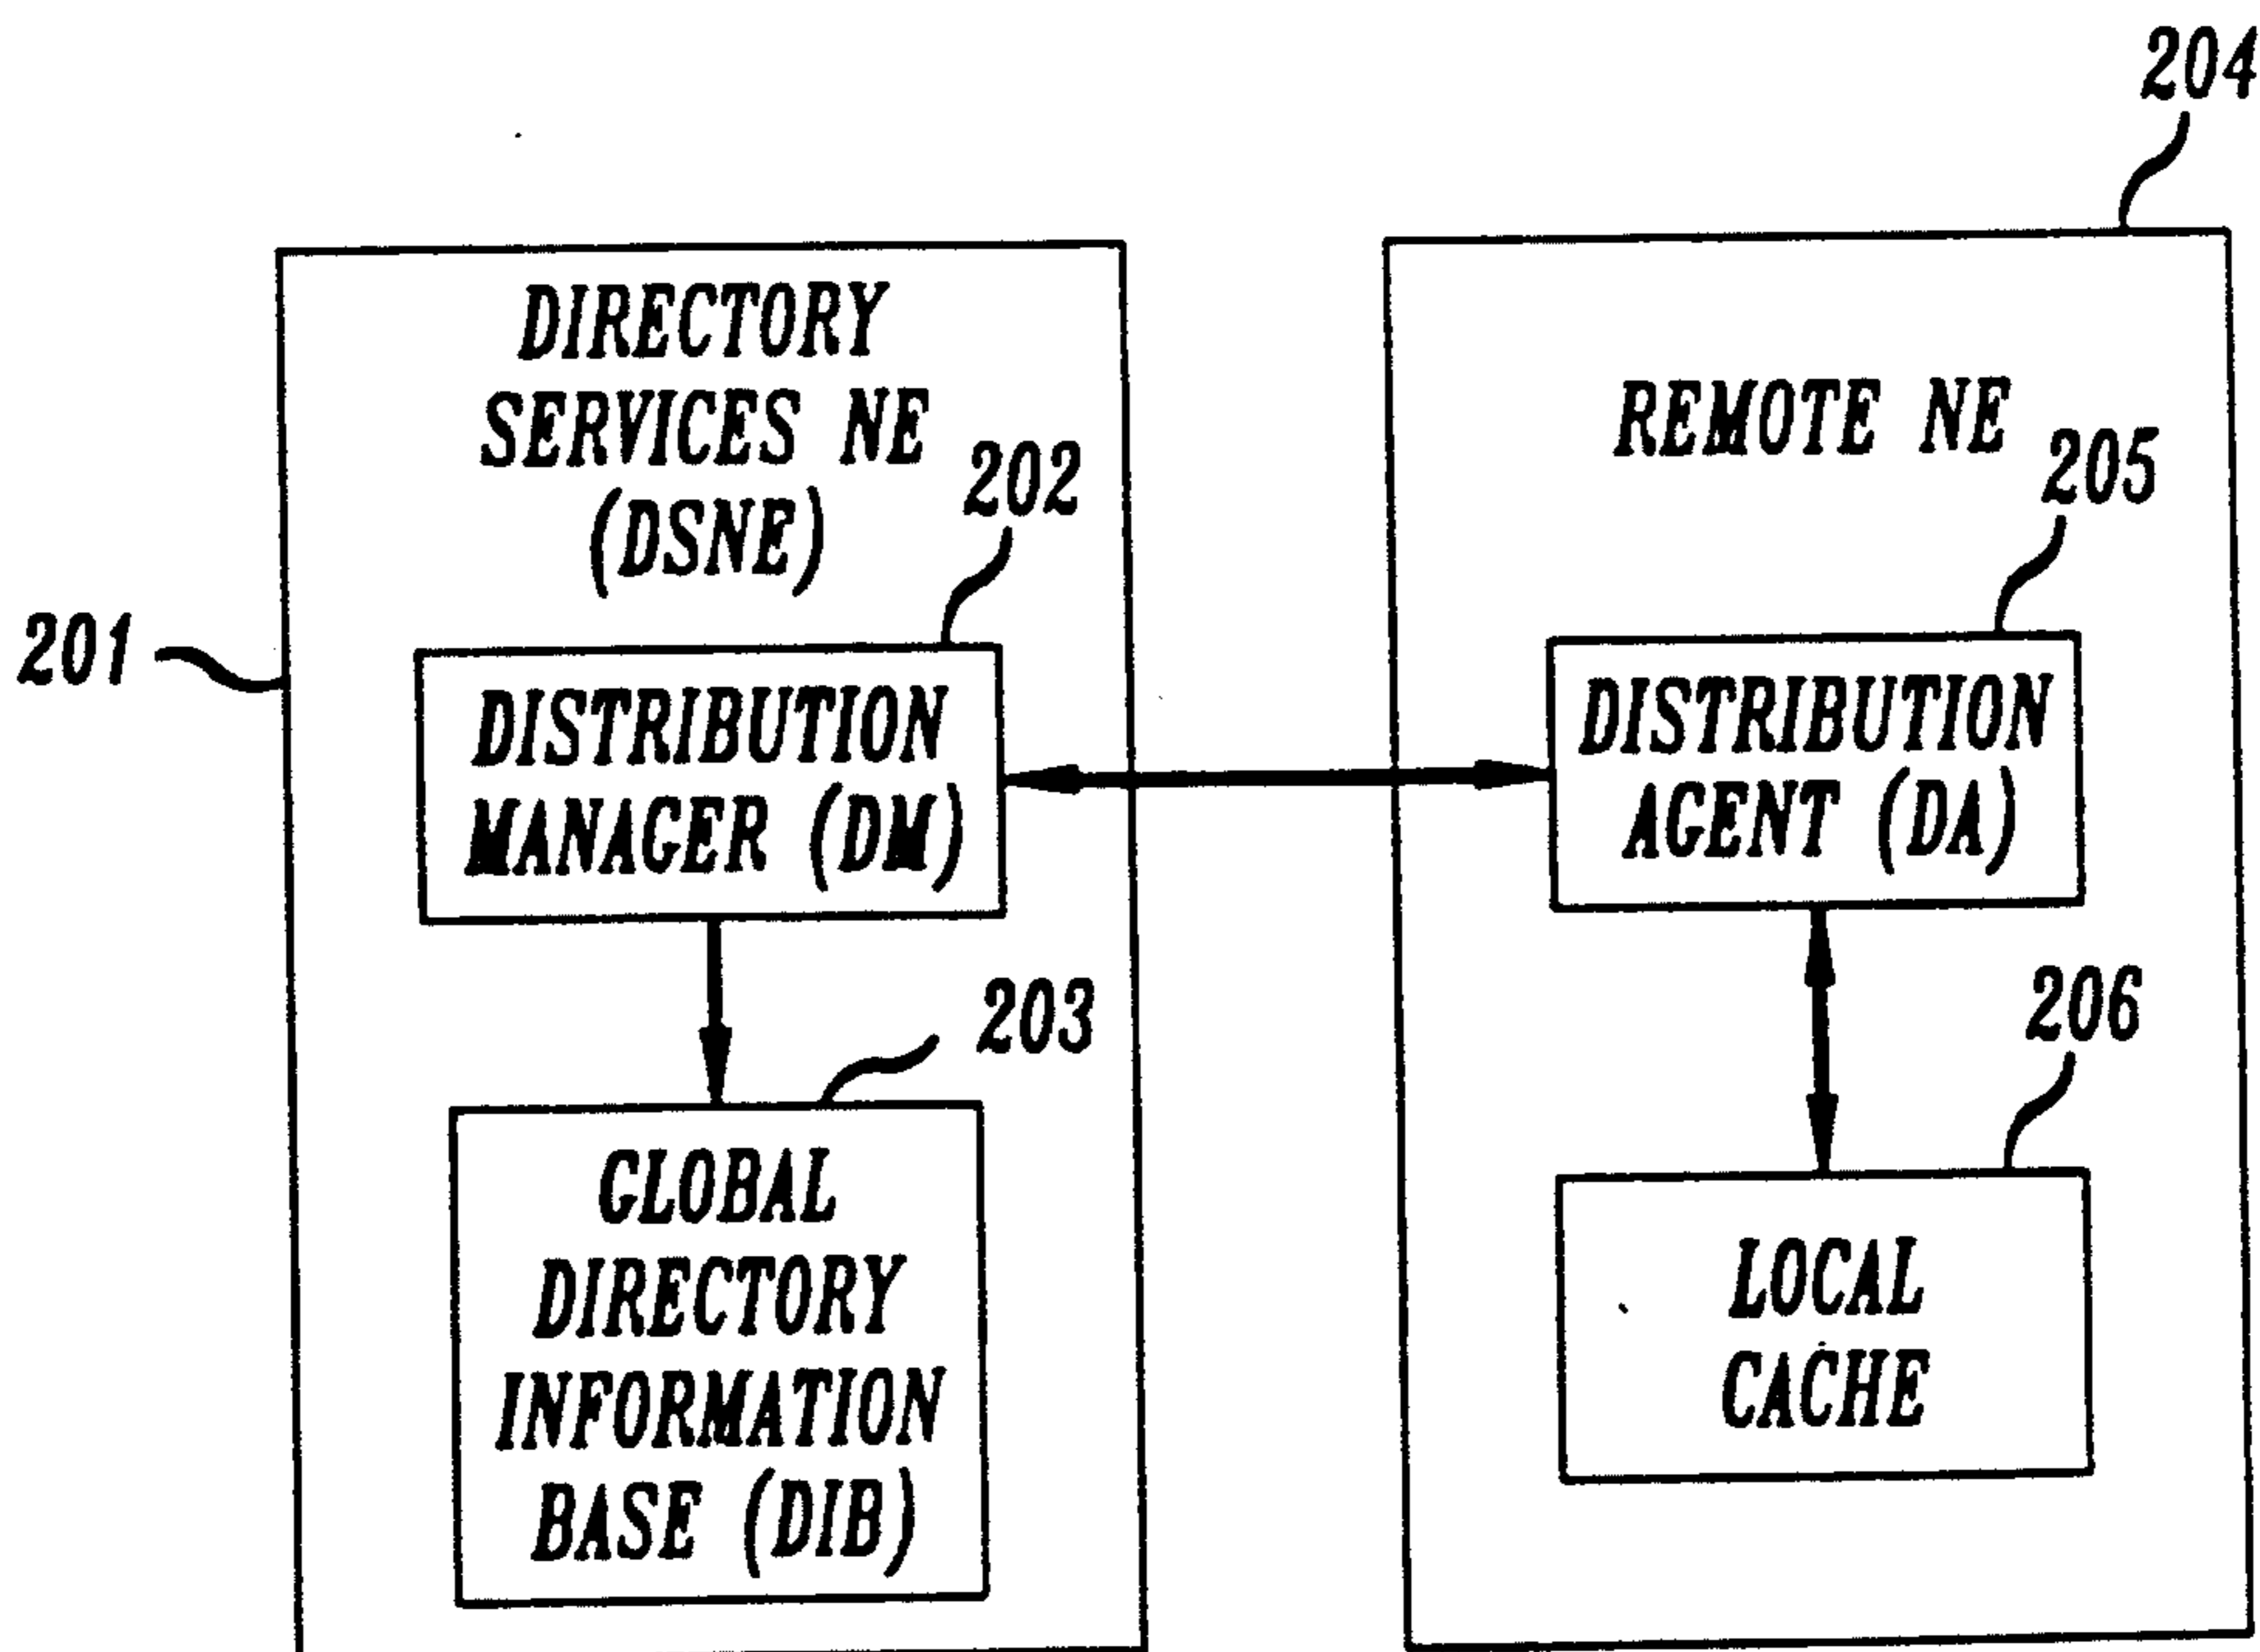 204
DIRECTORY
SERVICES NE
(DSNE)
202
201
DISTRIBUTION
MANAGER (DM)
203
GLOBAL
DIRECTORY
INFORMATION
BASE (DIB)
REMOTE NE
205
DISTRIBUTION
AGENT (DA)
206
LOCAL
CACHE